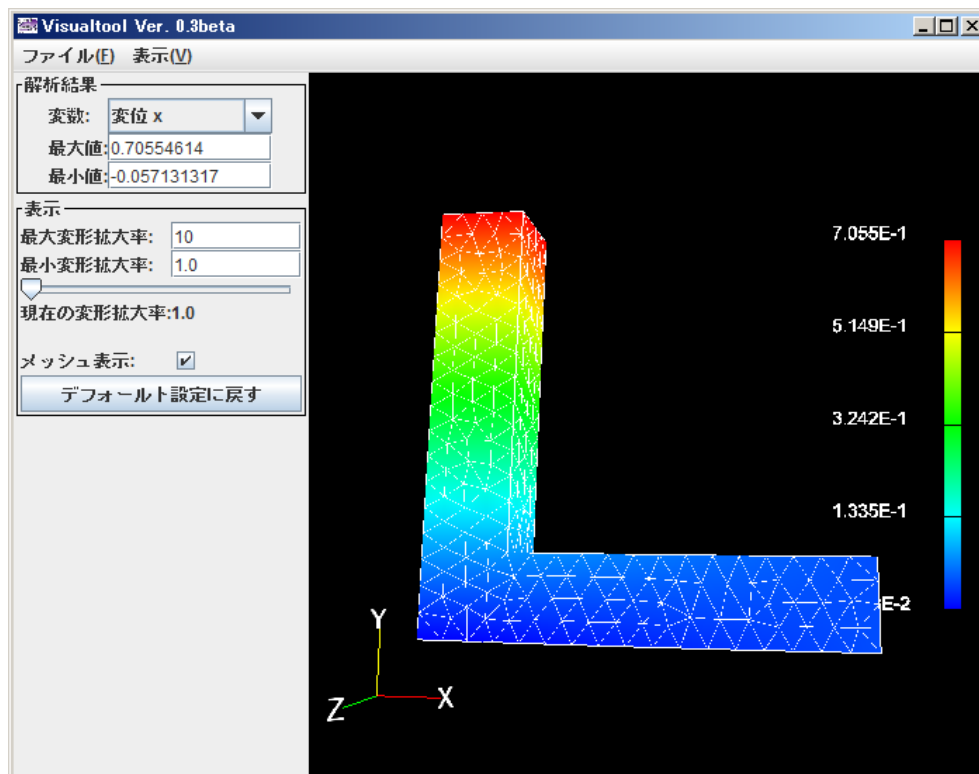 Visualtool Ver. 0.3beta
ファイル(F) 表示(V)
解析結果
変数: 変位 x
最大値: 0.70554614
最小値: -0.057131317
表示
最大変形拡大率: 10
最小変形拡大率: 1.0
現在の変形拡大率:1.0
メッシュ表示:
デフォールト設定に戻す
7.055E-1
5.149E-1
3.242E-1
1.335E-1
E-2
Y
X
Z